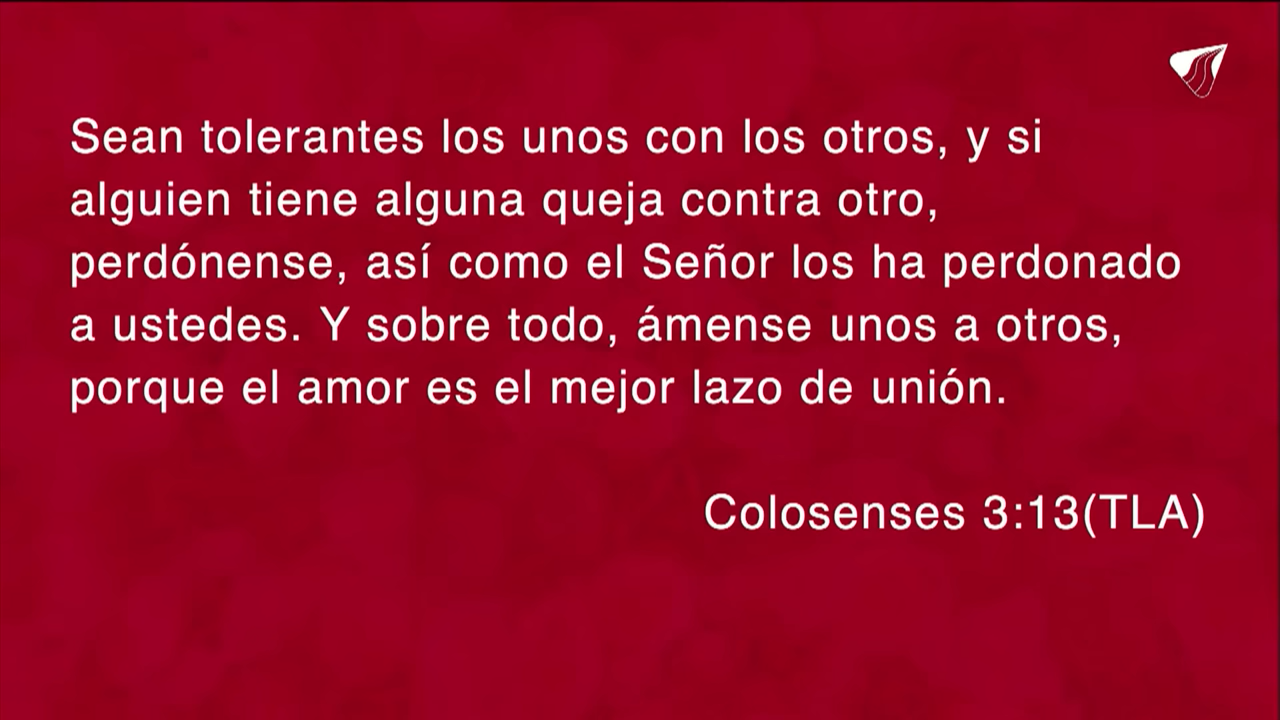 Sean tolerantes los unos con los otros, y si
alguien tiene alguna queja contra otro,
perdónense, así como el Señor los ha perdonado
a ustedes. Y sobre todo, ámense unos a otros,
porque el amor es el mejor lazo de unión.
Colosenses 3:13(TLA)